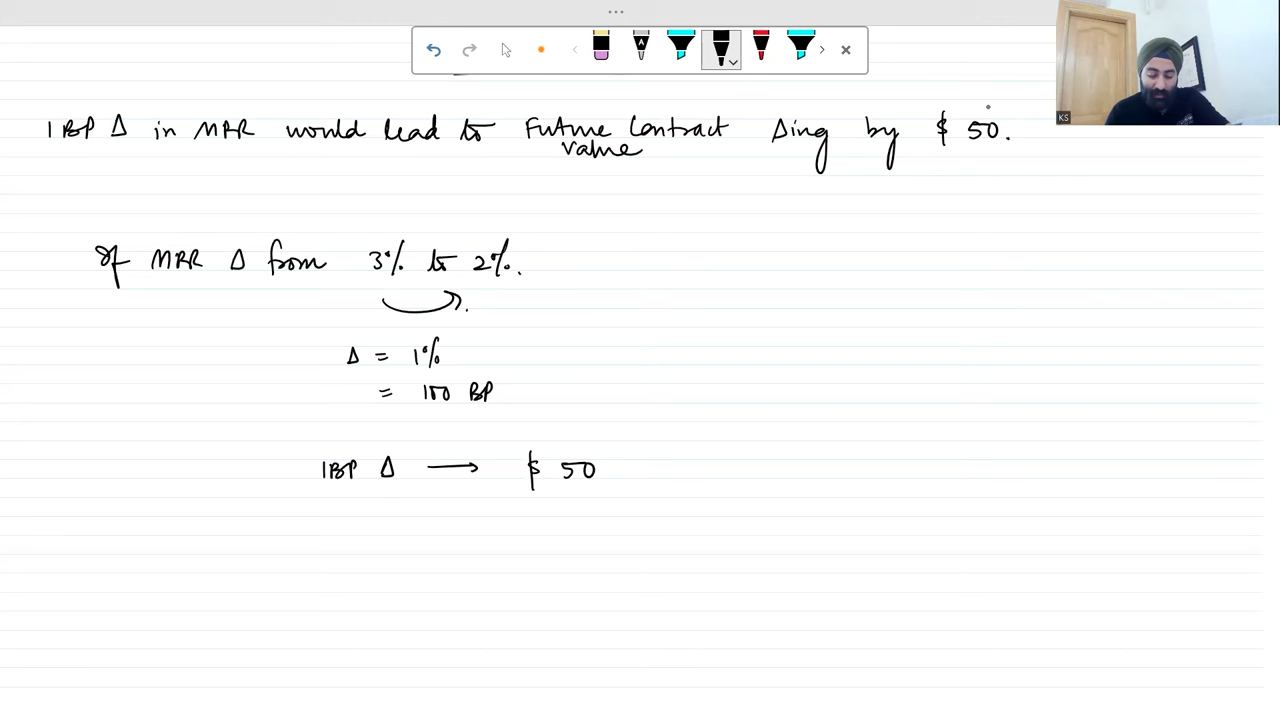 1BP Δ in MRR would lead to Future Contract Δing by $ 50.
value
If MRR Δ from 3% to 2%.
Δ = 1%
= 100 BP
1BP Δ → $ 50
KS